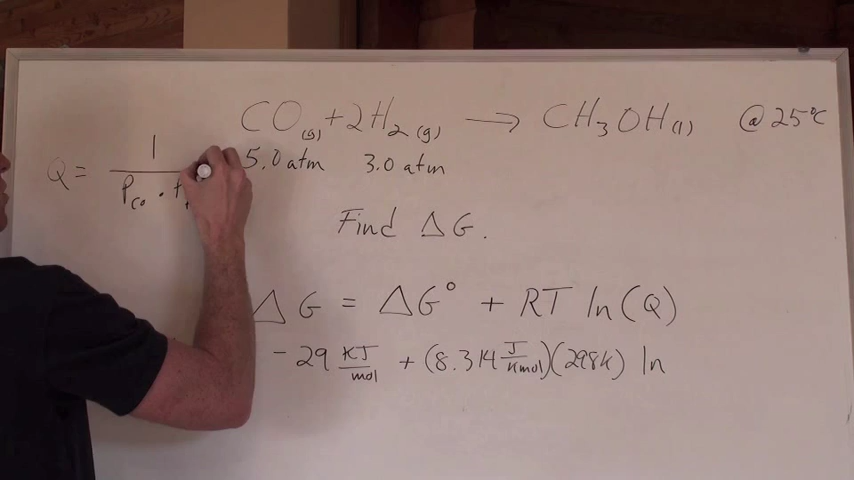 CO(g) + 2H₂(g) → CH₃OH(l) @ 25°C
5.0 atm 3.0 atm
Q = 1 / P_CO ·
Find ΔG.
ΔG = ΔG° + RT ln(Q)
-29 KJ/mol + (8.314 J/Kmol)(298K) ln